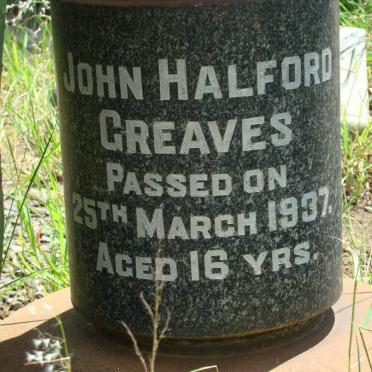 JOHN HALFORD
GREAVES
PASSED ON
25TH MARCH 1937.
AGED 16 YRS.